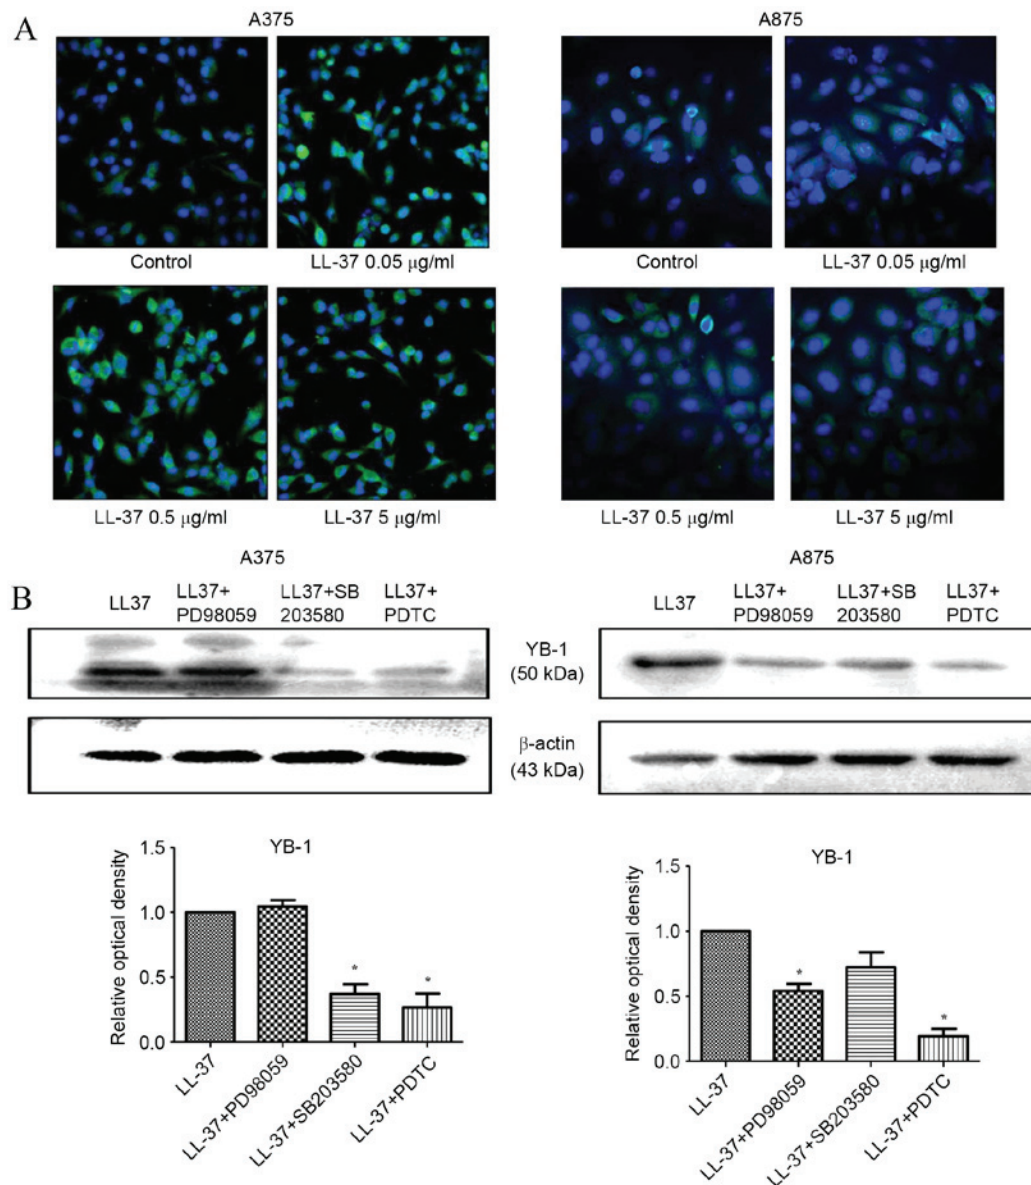 A
A375
A875
Control
LL-37 0.05 μg/ml
Control
LL-37 0.05 μg/ml
LL-37 0.5 μg/ml
LL-37 5 μg/ml
LL-37 0.5 μg/ml
LL-37 5 μg/ml
B
A375
A875
LL37
LL37+
PD98059
LL37+SB
203580
LL37+
PDTC
LL37
LL37+
PD98059
LL37+SB
203580
LL37+
PDTC
YB-1
(50 kDa)
β-actin
(43 kDa)
YB-1
Relative optical density
1.5
1.0
0.5
0.0
*
*
LL-37
LL-37+PD98059
LL-37+SB203580
LL-37+PDTC
YB-1
Relative optical density
1.5
1.0
0.5
0.0
*
*
LL-37
LL-37+PD98059
LL-37+SB203580
LL-37+PDTC